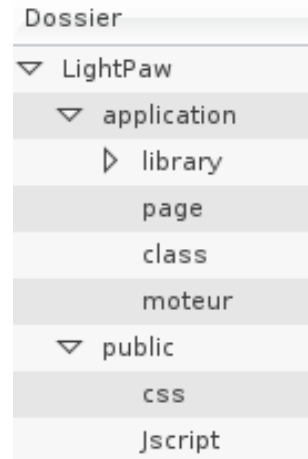 Dossier
LightPaw
application
library
page
class
moteur
public
css
Jscript